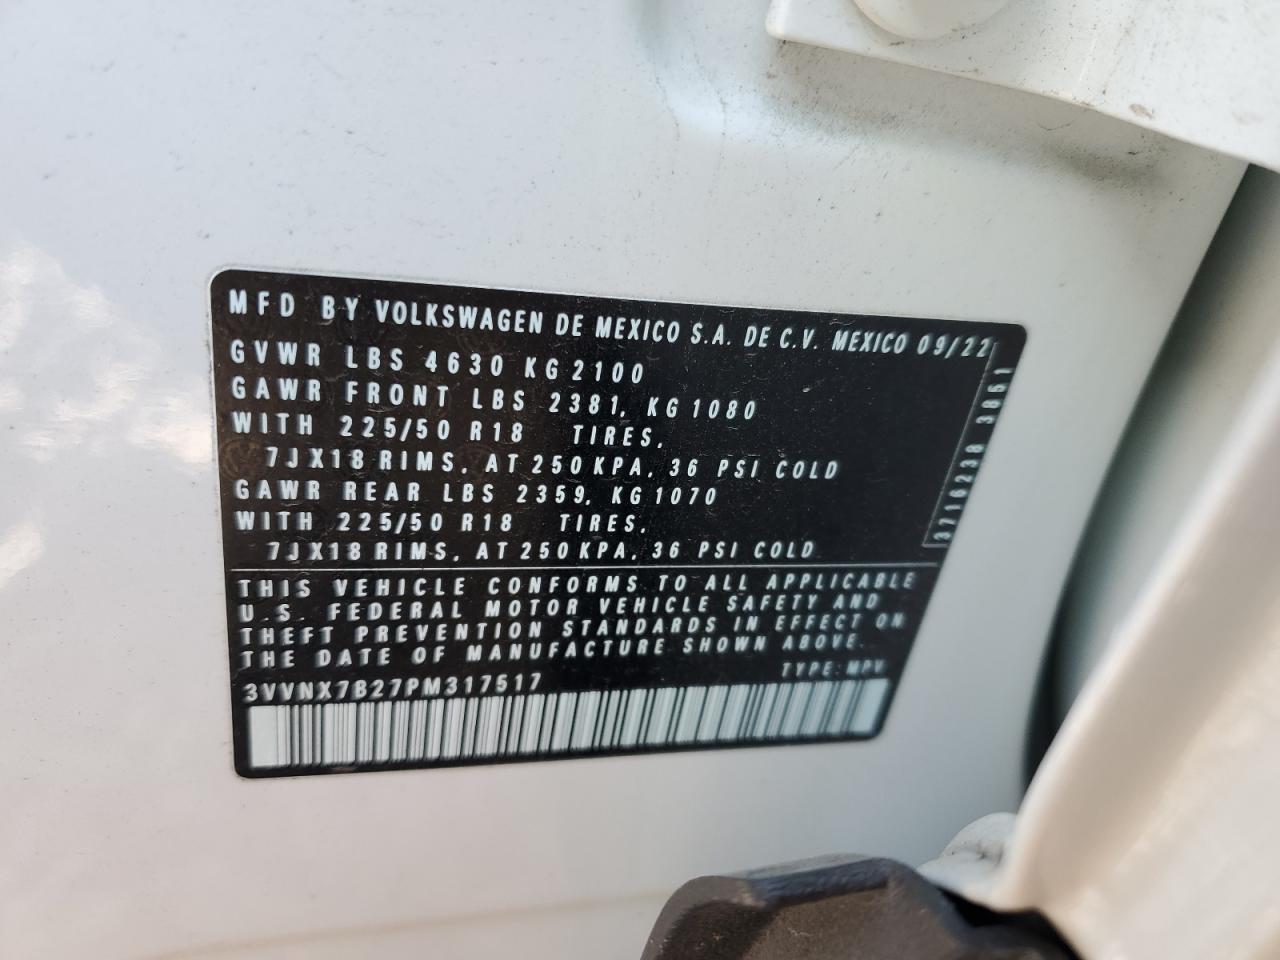 MFD BY VOLKSWAGEN DE MEXICO S.A. DE C.V. MEXICO 09/22
GVWR LBS 4630 KG 2100
GAWR FRONT LBS 2381, KG 1080
WITH 225/50 R18 TIRES,
7JX18 RIMS, AT 250 KPA, 36 PSI COLD
GAWR REAR LBS 2359, KG 1070
WITH 225/50 R18 TIRES,
7JX18 RIMS, AT 250 KPA, 36 PSI COLD
3716238 3861
THIS VEHICLE CONFORMS TO ALL APPLICABLE
U.S. FEDERAL MOTOR VEHICLE SAFETY AND
THEFT PREVENTION STANDARDS IN EFFECT ON
THE DATE OF MANUFACTURE SHOWN ABOVE.
TYPE: MPV
3VVNX7B27PM317517